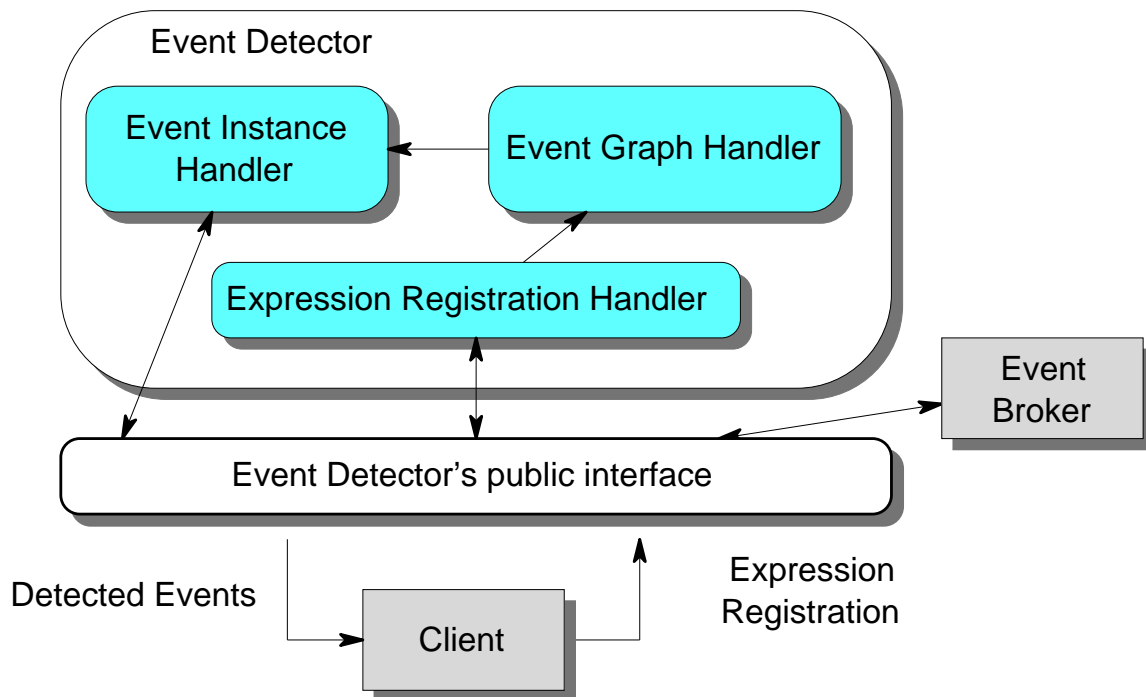 Event Detector
Event Instance
Handler
Event Graph Handler
Expression Registration Handler
Event
Broker
Event Detector's public interface
Detected Events
Expression
Registration
Client